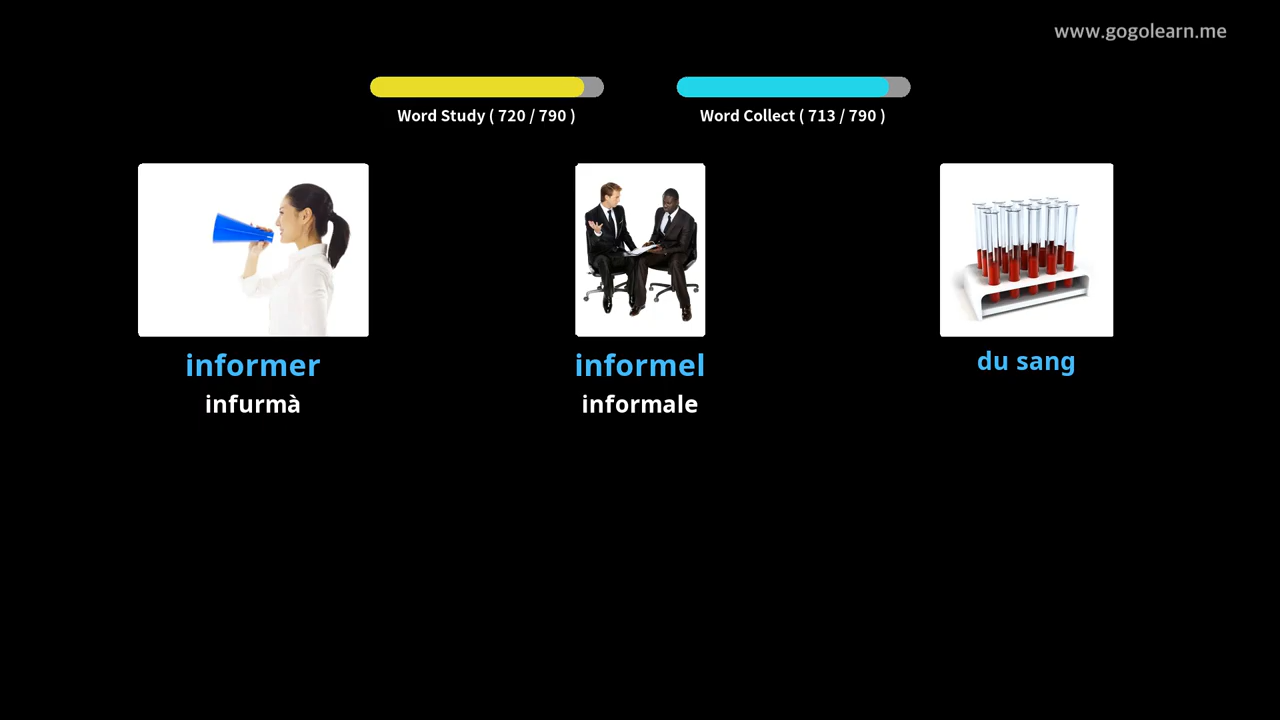 www.gogolearn.me
Word Study ( 720 / 790 )
Word Collect ( 713 / 790 )
informer
infurmà
informel
informale
du sang